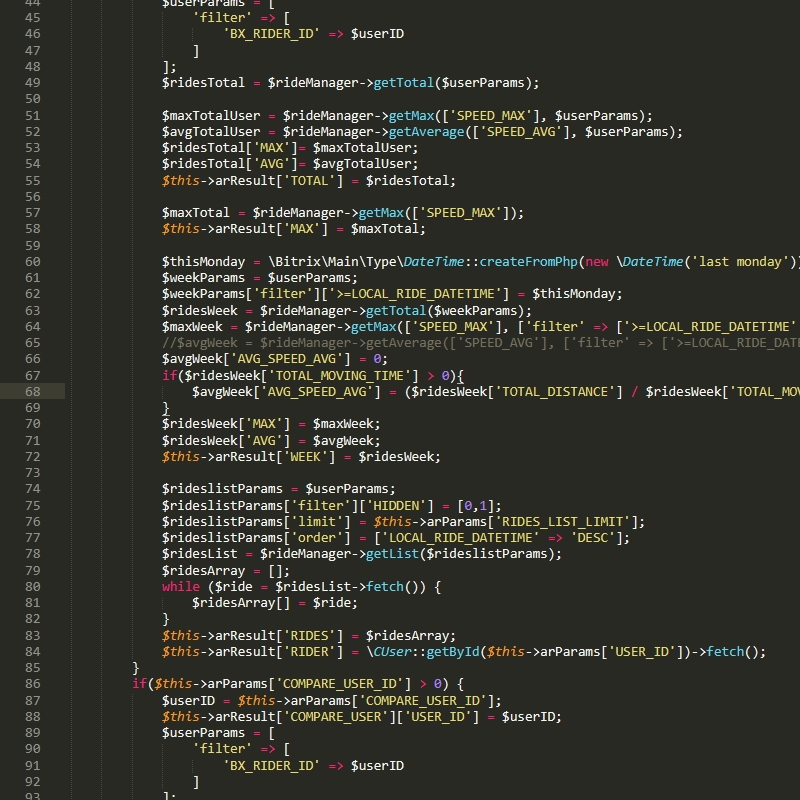 44 $userParams = [
45 'filter' => [
46 'BX_RIDER_ID' => $userID
47 ]
48 ];
49 $ridesTotal = $rideManager->getTotal($userParams);
50
51 $maxTotalUser = $rideManager->getMax(['SPEED_MAX'], $userParams);
52 $avgTotalUser = $rideManager->getAverage(['SPEED_AVG'], $userParams);
53 $ridesTotal['MAX']= $maxTotalUser;
54 $ridesTotal['AVG']= $avgTotalUser;
55 $this->arResult['TOTAL'] = $ridesTotal;
56
57 $maxTotal = $rideManager->getMax(['SPEED_MAX']);
58 $this->arResult['MAX'] = $maxTotal;
59
60 $thisMonday = \Bitrix\Main\Type\DateTime::createFromPhp(new \DateTime('last monday'))
61 $weekParams = $userParams;
62 $weekParams['filter']['>=LOCAL_RIDE_DATETIME'] = $thisMonday;
63 $ridesWeek = $rideManager->getTotal($weekParams);
64 $maxWeek = $rideManager->getMax(['SPEED_MAX'], ['filter' => ['>=LOCAL_RIDE_DATETIME'
65 //$avgWeek = $rideManager->getAverage(['SPEED_AVG'], ['filter' => ['>=LOCAL_RIDE_DATE
66 $avgWeek['AVG_SPEED_AVG'] = 0;
67 if($ridesWeek['TOTAL_MOVING_TIME'] > 0){
68 $avgWeek['AVG_SPEED_AVG'] = ($ridesWeek['TOTAL_DISTANCE'] / $ridesWeek['TOTAL_MOV
69 }
70 $ridesWeek['MAX'] = $maxWeek;
71 $ridesWeek['AVG'] = $avgWeek;
72 $this->arResult['WEEK'] = $ridesWeek;
73
74 $rideslistParams = $userParams;
75 $rideslistParams['filter']['HIDDEN'] = [0,1];
76 $rideslistParams['limit'] = $this->arParams['RIDES_LIST_LIMIT'];
77 $rideslistParams['order'] = ['LOCAL_RIDE_DATETIME' => 'DESC'];
78 $ridesList = $rideManager->getList($rideslistParams);
79 $ridesArray = [];
80 while ($ride = $ridesList->fetch()) {
81 $ridesArray[] = $ride;
82 }
83 $this->arResult['RIDES'] = $ridesArray;
84 $this->arResult['RIDER'] = \CUser::getById($this->arParams['USER_ID'])->fetch();
85 }
86 if($this->arParams['COMPARE_USER_ID'] > 0) {
87 $userID = $this->arParams['COMPARE_USER_ID'];
88 $this->arResult['COMPARE_USER']['USER_ID'] = $userID;
89 $userParams = [
90 'filter' => [
91 'BX_RIDER_ID' => $userID
92 ]
93 ];